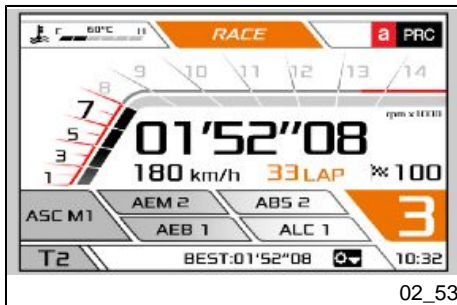 C 60°C H RACE a PRC
8 9 10 11 12 13 14
7 rpm x 1000
5 01'52"08
3
1 180 km/h 33 LAP 100
ASC M1 AEM 2 ABS 2 3
AEB 1 ALC 1
T2 BEST:01'52"08 10:32
02_53